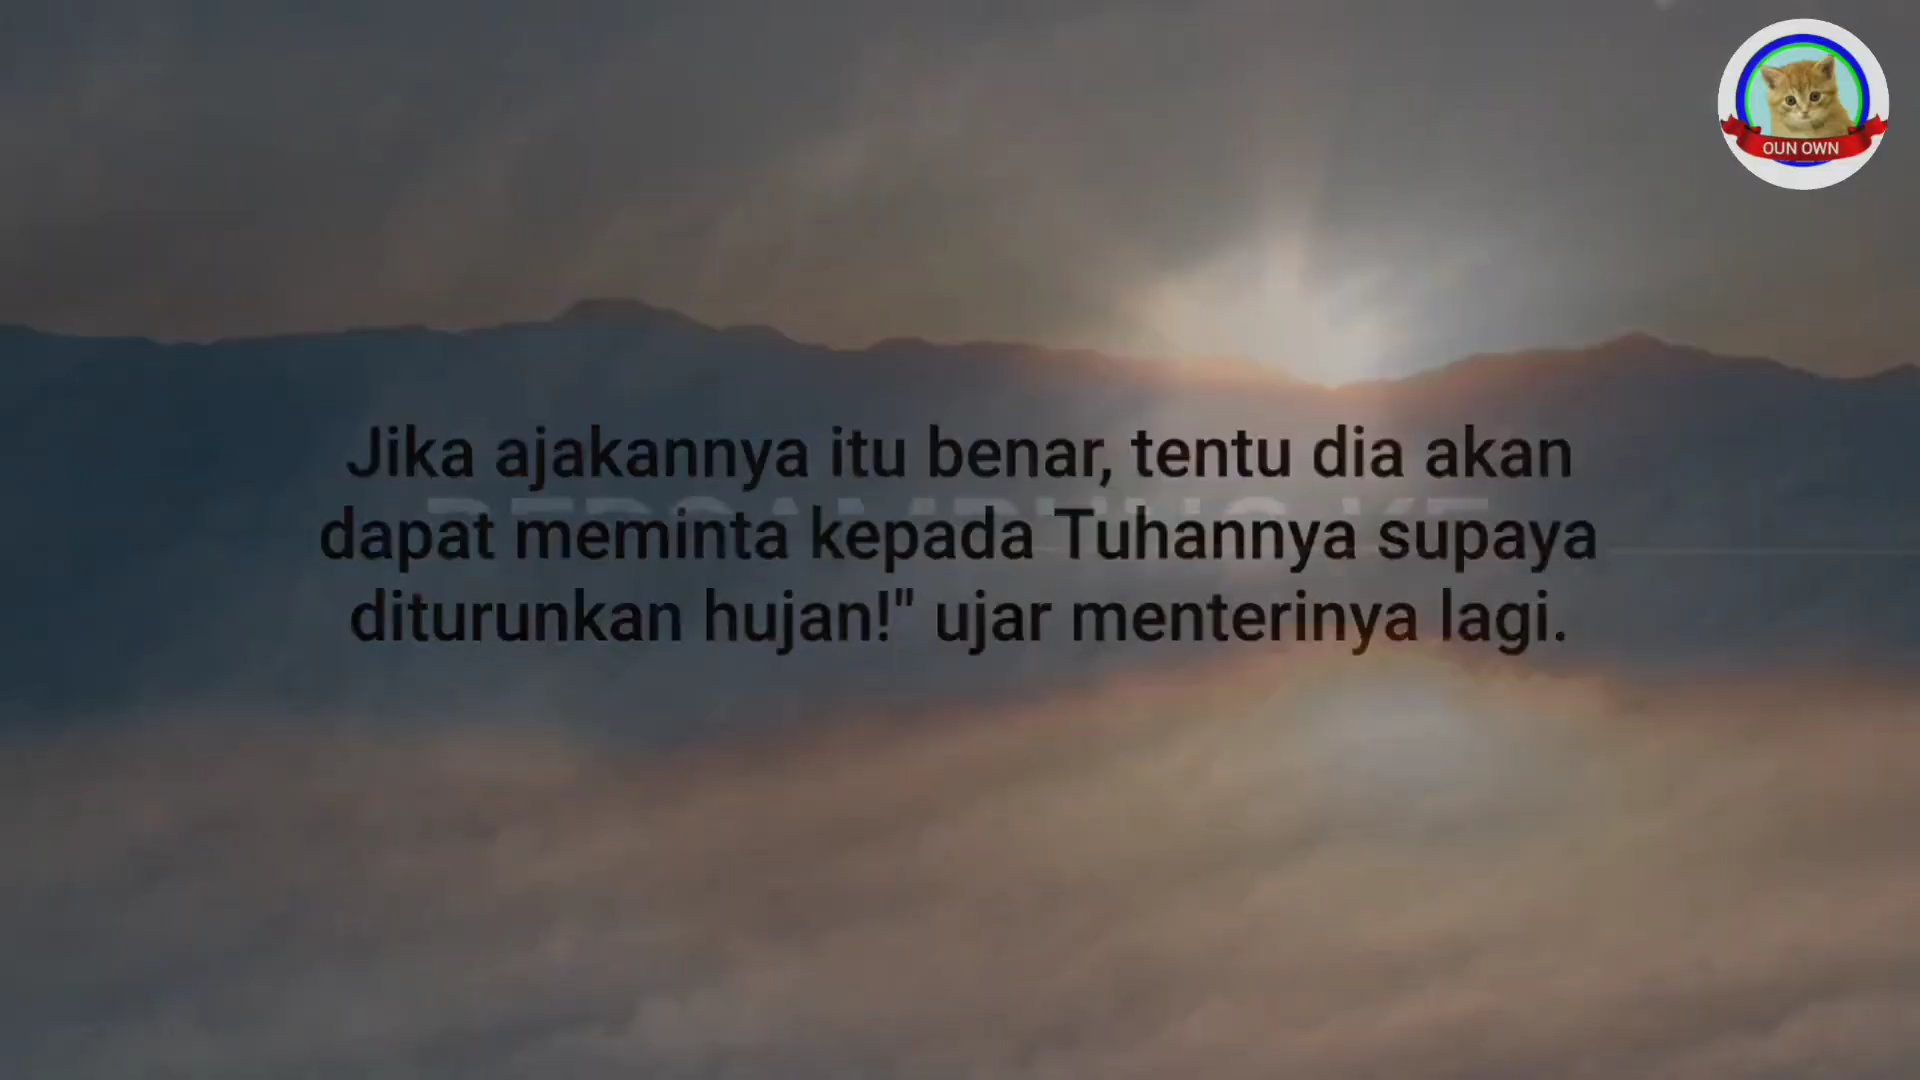 OUN OWN
Jika ajakannya itu benar, tentu dia akan
dapat meminta kepada Tuhannya supaya
diturunkan hujan!" ujar menterinya lagi.